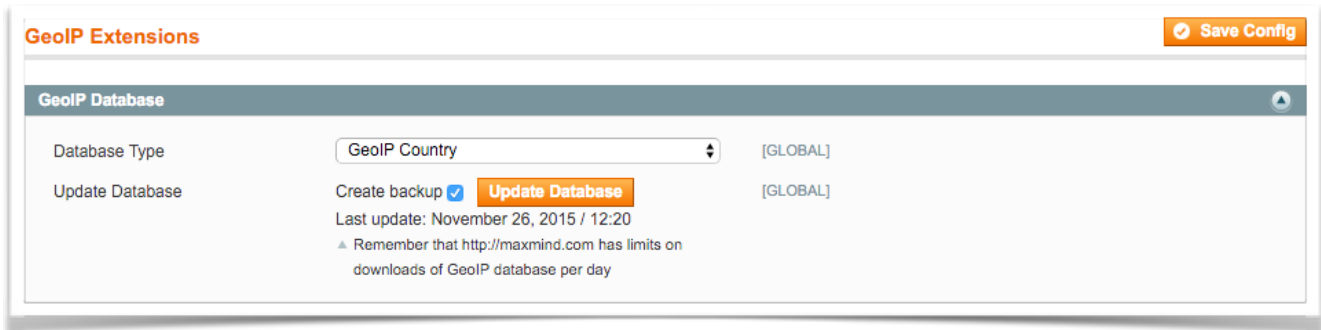 GeoIP Extensions
Save Config
GeoIP Database
Database Type
GeoIP Country
[GLOBAL]
Update Database
Create backup
Update Database
[GLOBAL]
Last update: November 26, 2015 / 12:20
Remember that http://maxmind.com has limits on
downloads of GeoIP database per day